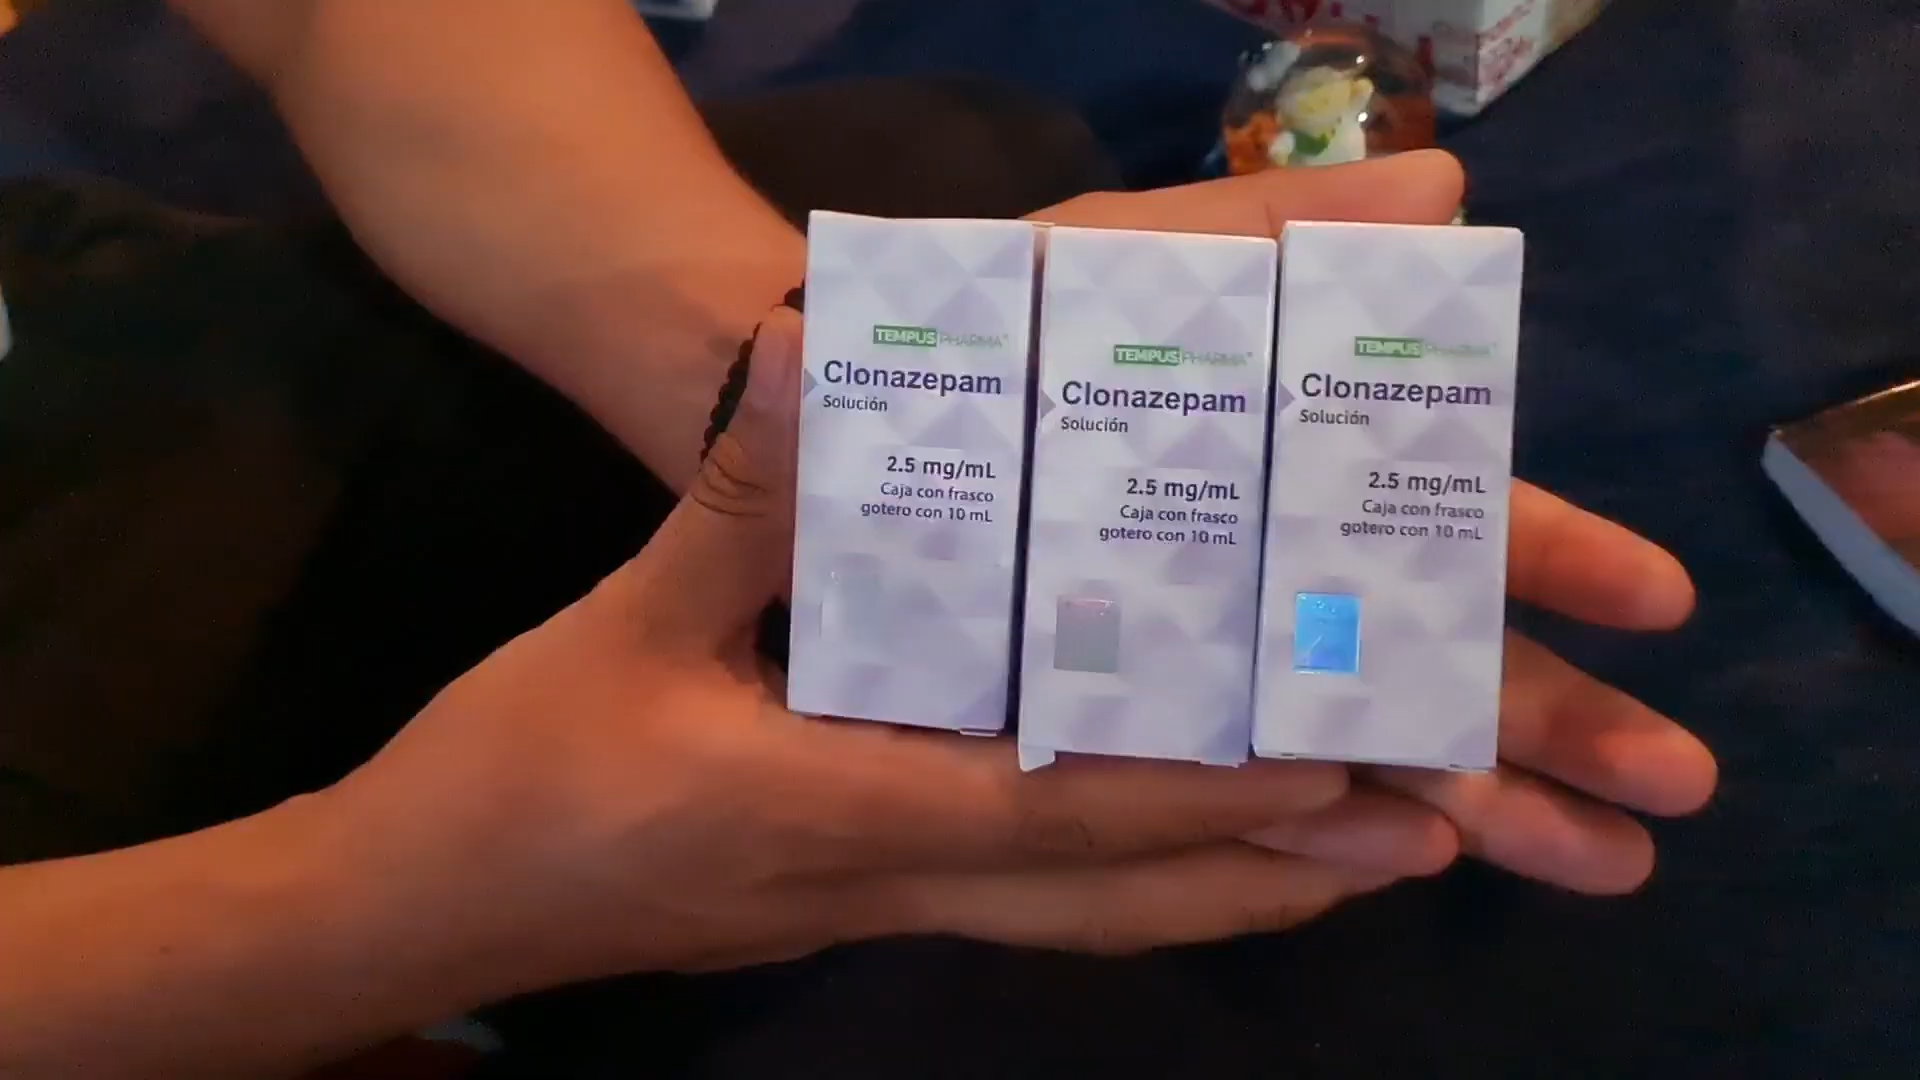 TEMPUS PHARMA
Clonazepam
Solución
2.5 mg/mL
Caja con frasco
gotero con 10 mL
TEMPUS PHARMA
Clonazepam
Solución
2.5 mg/mL
Caja con frasco
gotero con 10 mL
TEMPUS PHARMA
Clonazepam
Solución
2.5 mg/mL
Caja con frasco
gotero con 10 mL